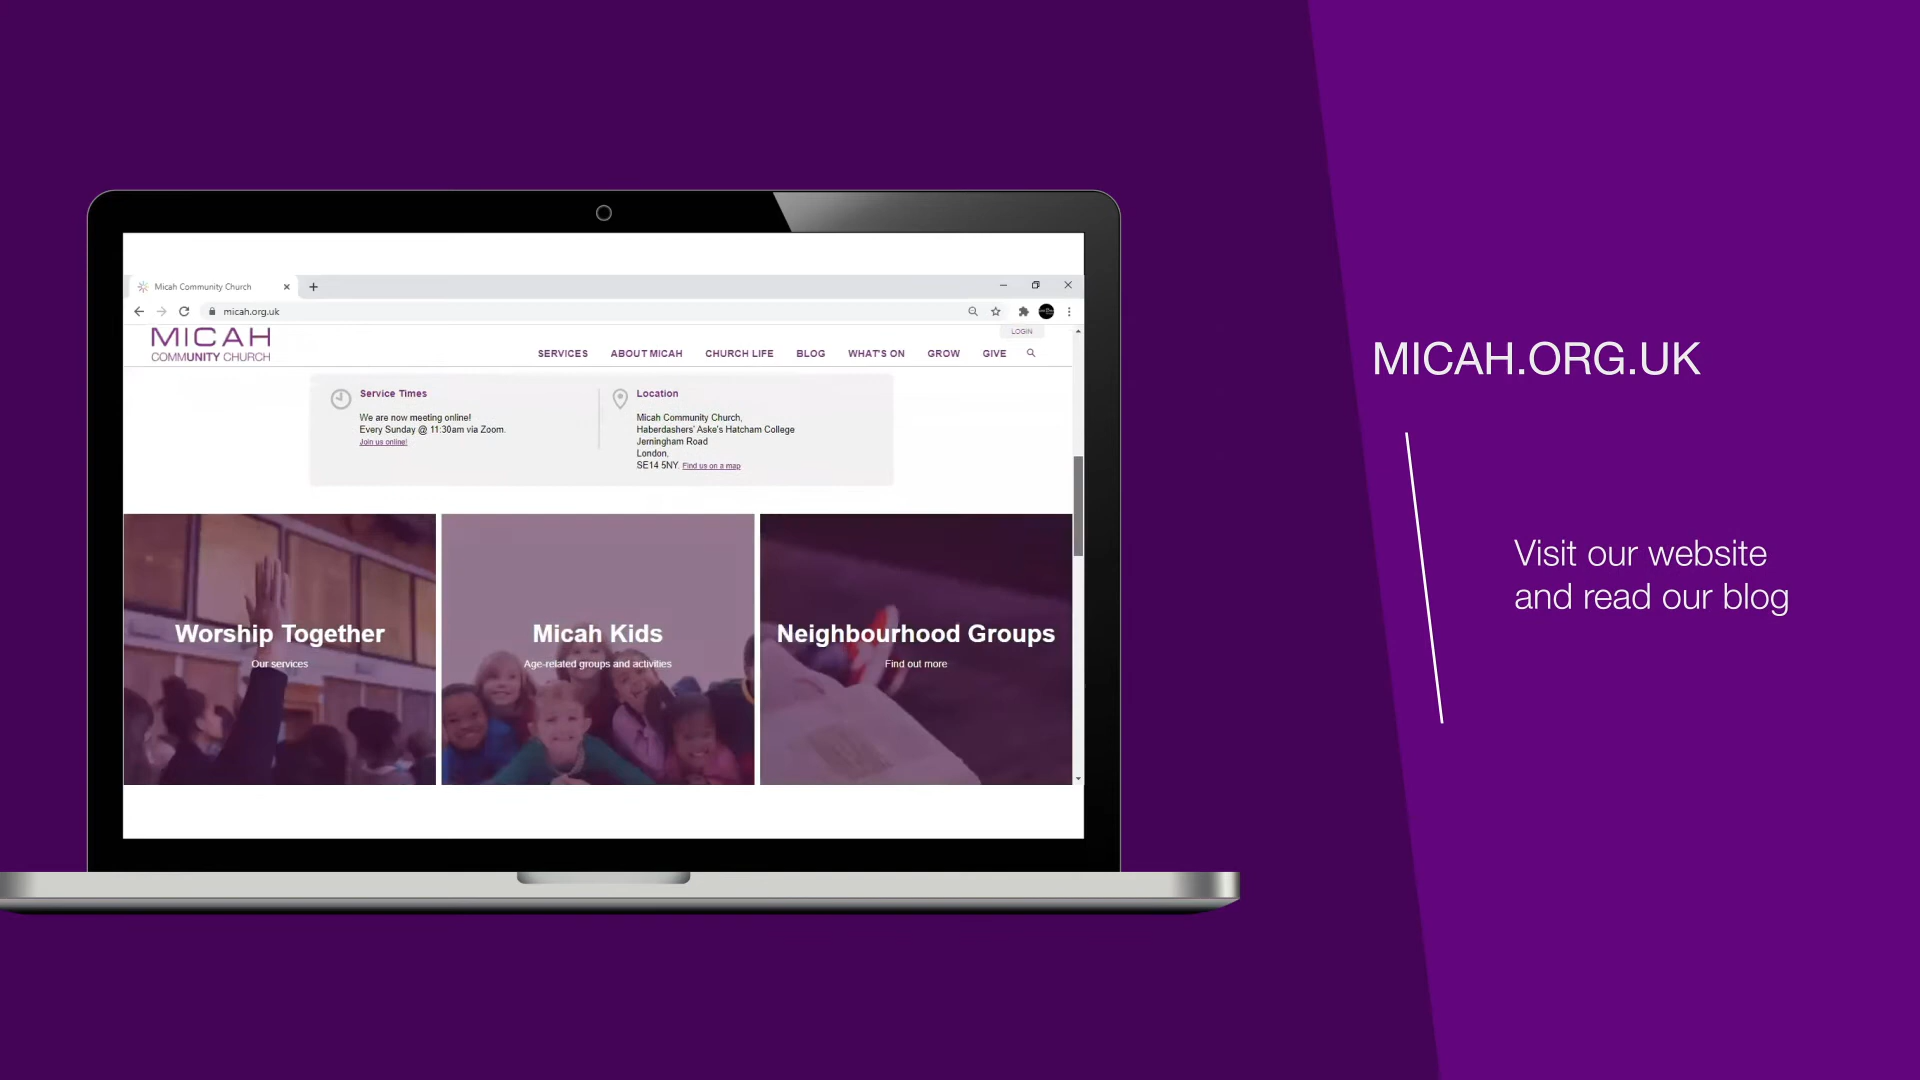 Micah Community Church
micah.org.uk
MICAH
COMMUNITY CHURCH
LOGIN
SERVICES ABOUT MICAH CHURCH LIFE BLOG WHAT'S ON GROW GIVE
Service Times
We are now meeting online!
Every Sunday @ 11:30am via Zoom.
Join us online!
Location
Micah Community Church,
Haberdashers' Aske's Hatcham College
Jerningham Road
London,
SE14 5NY. Find us on a map
Worship Together
Our services
Micah Kids
Age-related groups and activities
Neighbourhood Groups
Find out more
MICAH.ORG.UK
Visit our website
and read our blog